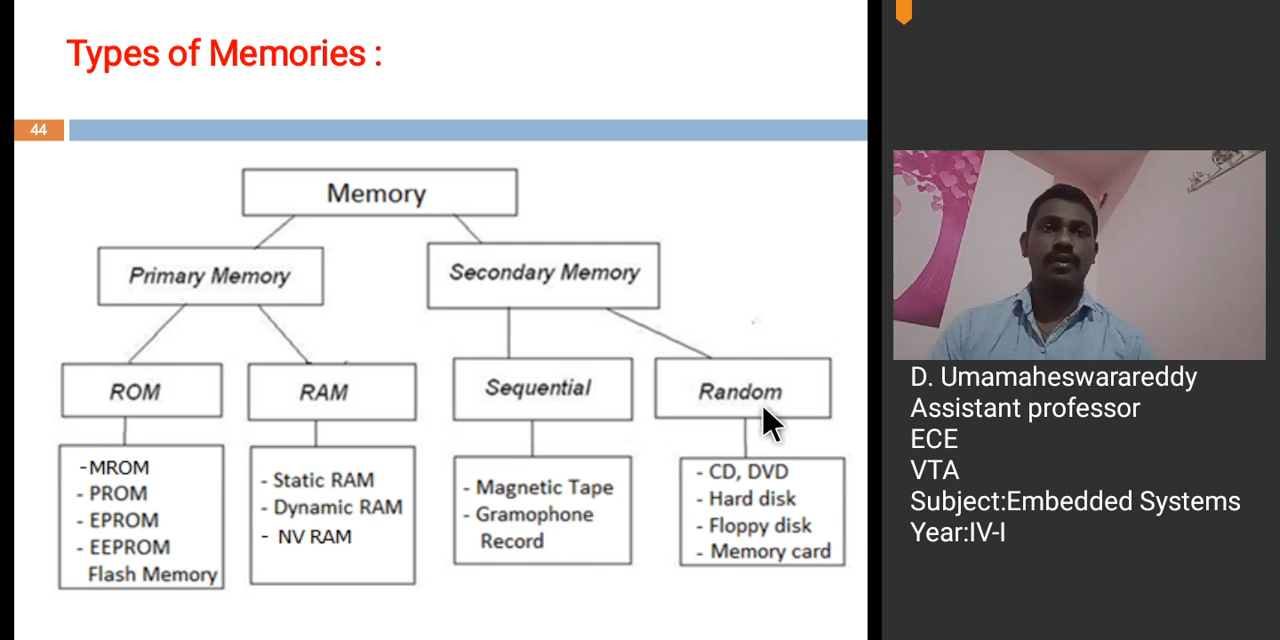 Types of Memories :
44
Memory
Primary Memory
Secondary Memory
ROM
RAM
Sequential
Random
-MROM
- PROM
- EPROM
- EEPROM
Flash Memory
- Static RAM
- Dynamic RAM
- NV RAM
- Magnetic Tape
- Gramophone
Record
- CD, DVD
- Hard disk
- Floppy disk
- Memory card
D. Umamaheswarareddy
Assistant professor
ECE
VTA
Subject:Embedded Systems
Year:IV-I